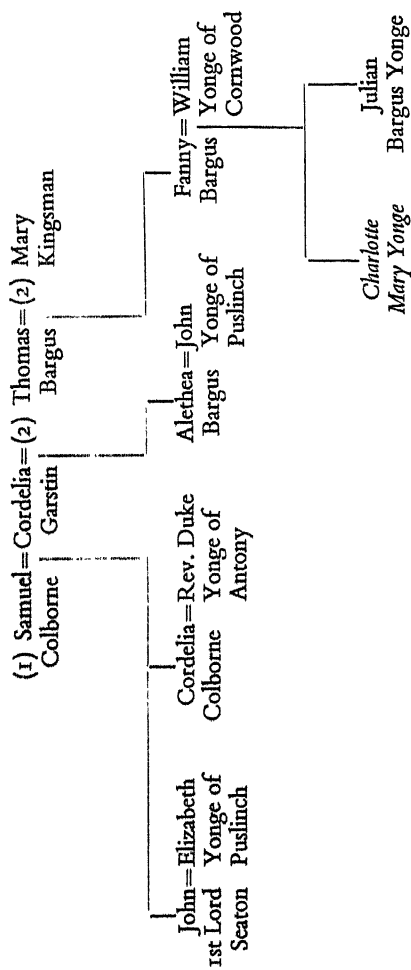 (1) Samuel=Cordelia=(2) Thomas=(2) Mary
Colborne Garstin Bargus Kingsman
John=Elizabeth Cordelia=Rev. Duke Alethea=John Fanny=William
1st Lord Yonge of Colborne Yonge of Bargus Yonge of Bargus Yonge of
Seaton Puslinch Antony Puslinch Cornwood
Charlotte Julian
Mary Yonge Bargus Yonge